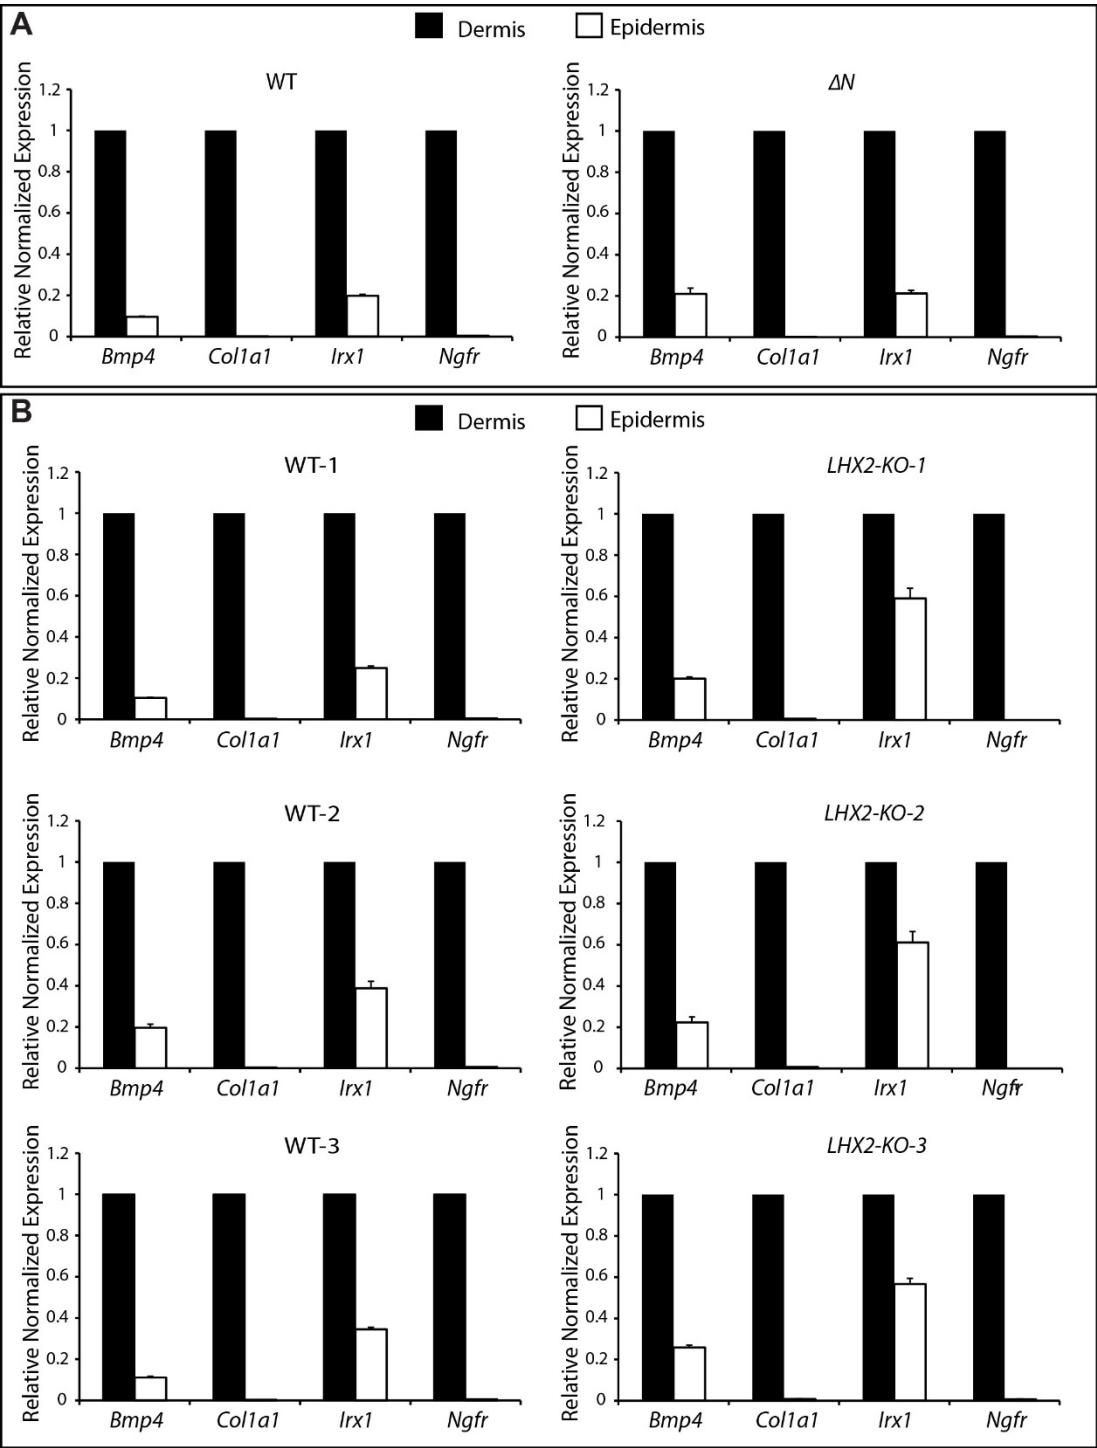 A
Dermis Epidermis
WT
Relative Normalized Expression
1.2
1
0.8
0.6
0.4
0.2
0
Bmp4 Col1a1 Irx1 Ngfr
ΔN
Relative Normalized Expression
1.2
1
0.8
0.6
0.4
0.2
0
Bmp4 Col1a1 Irx1 Ngfr
B
Dermis Epidermis
WT-1
Relative Normalized Expression
1.2
1
0.8
0.6
0.4
0.2
0
Bmp4 Col1a1 Irx1 Ngfr
LHX2-KO-1
Relative Normalized Expression
1.2
1
0.8
0.6
0.4
0.2
0
Bmp4 Col1a1 Irx1 Ngfr
WT-2
Relative Normalized Expression
1.2
1
0.8
0.6
0.4
0.2
0
Bmp4 Col1a1 Irx1 Ngfr
LHX2-KO-2
Relative Normalized Expression
1.2
1
0.8
0.6
0.4
0.2
0
Bmp4 Col1a1 Irx1 Ngfr
WT-3
Relative Normalized Expression
1.2
1
0.8
0.6
0.4
0.2
0
Bmp4 Col1a1 Irx1 Ngfr
LHX2-KO-3
Relative Normalized Expression
1.2
1
0.8
0.6
0.4
0.2
0
Bmp4 Col1a1 Irx1 Ngfr